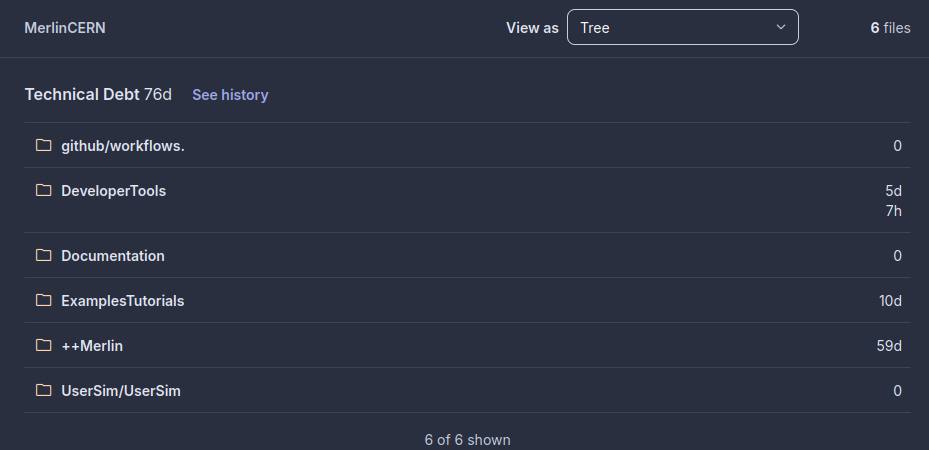 MerlinCERN View as Tree 6 files
Technical Debt 76d See history
github/workflows. 0
DeveloperTools 5d
7h
Documentation 0
ExamplesTutorials 10d
++Merlin 59d
UserSim/UserSim 0
6 of 6 shown